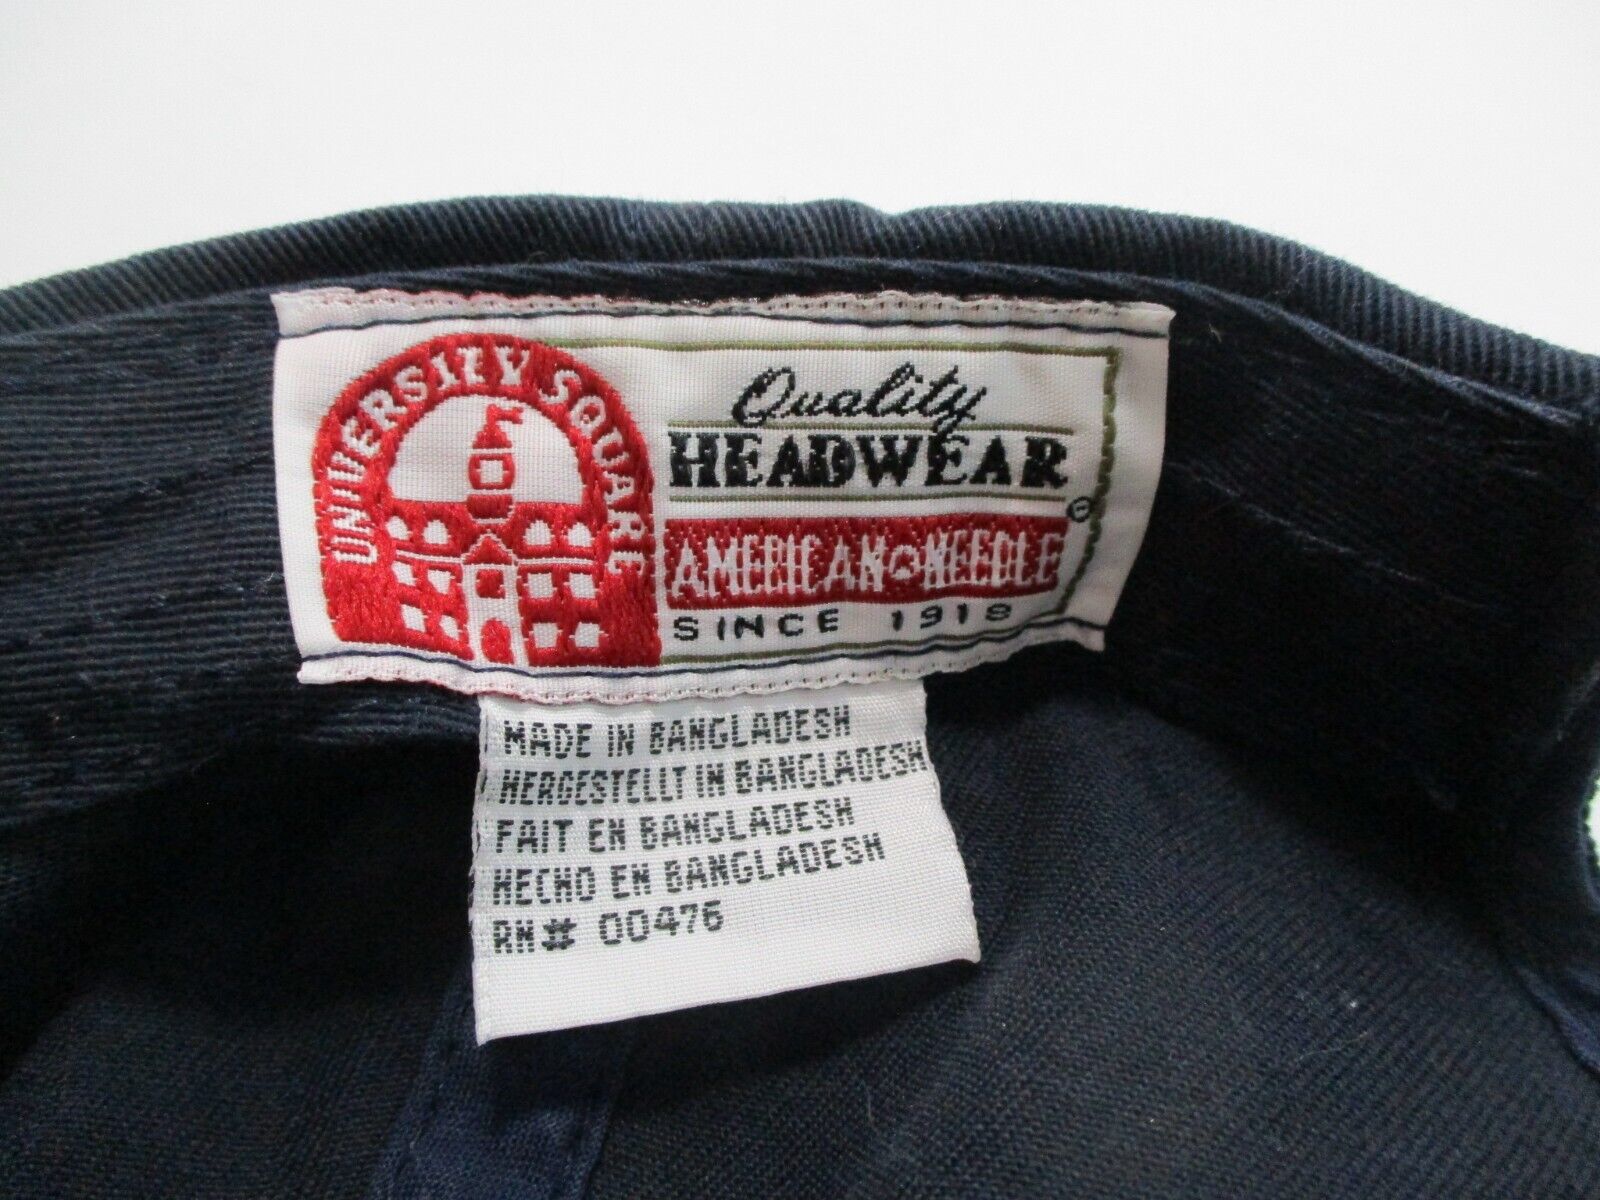 UNIVERSITY SQUARE
Quality
HEADWEAR
AMERICAN NEEDLE
SINCE 1918
MADE IN BANGLADESH
HERGESTELLT IN BANGLADESH
FAIT EN BANGLADESH
HECHO EN BANGLADESH
RN# 00476